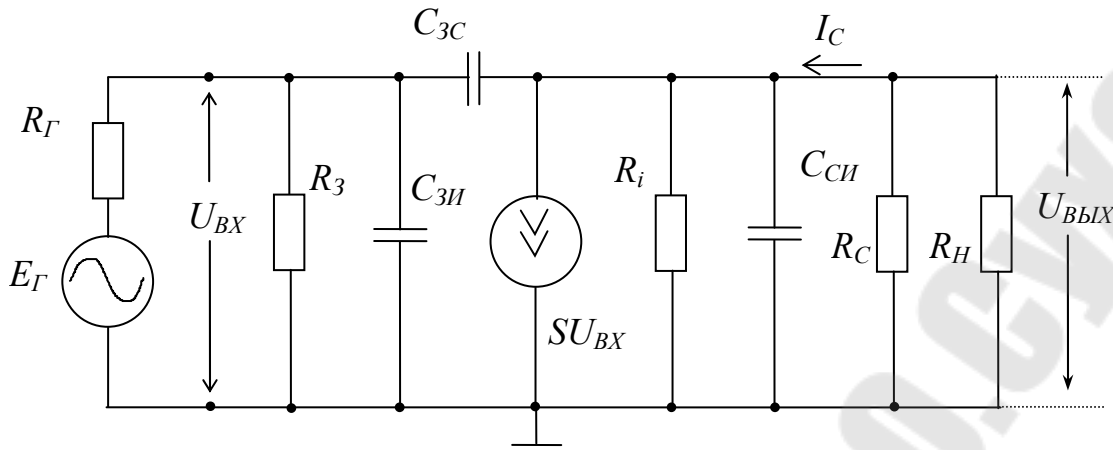 C_ЗС
I_C
R_Г
R_З
C_ЗИ
R_i
C_СИ
U_ВХ
U_ВЫХ
R_C
R_Н
E_Г
SU_ВХ